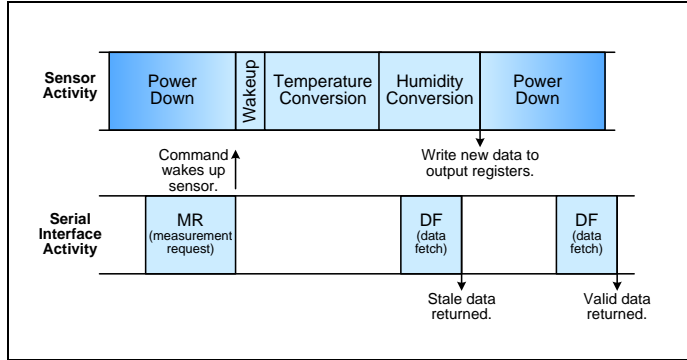 Sensor
Activity
Power
Down
Wakeup
Temperature
Conversion
Humidity
Conversion
Power
Down
Command
wakes up
sensor.
Write new data to
output registers.
Serial
Interface
Activity
MR
(measurement
request)
DF
(data
fetch)
DF
(data
fetch)
Stale data
returned.
Valid data
returned.